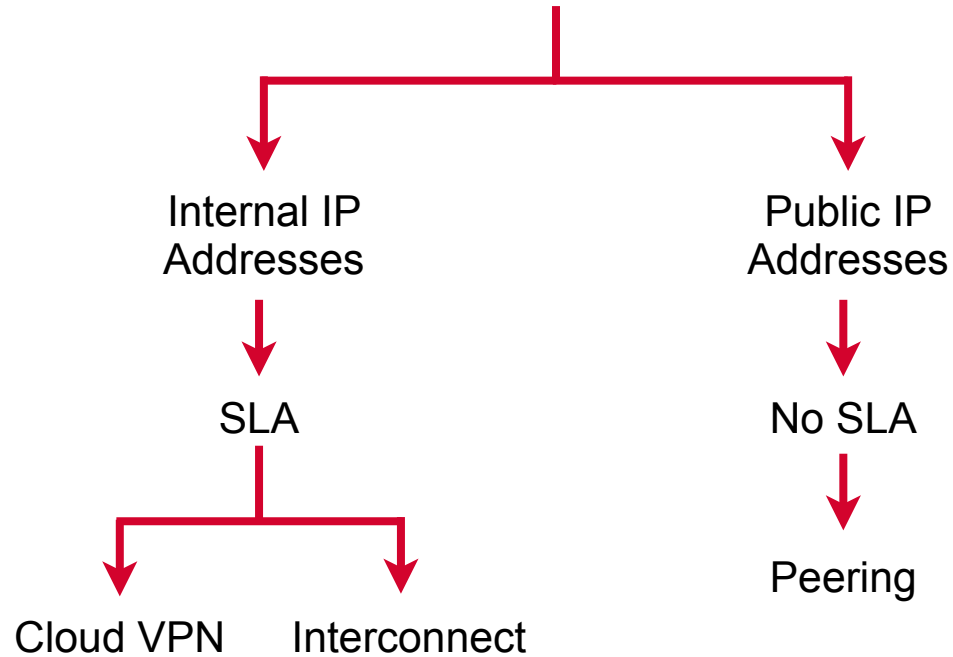 Internal IP
Addresses
Public IP
Addresses
SLA
No SLA
Cloud VPN
Interconnect
Peering